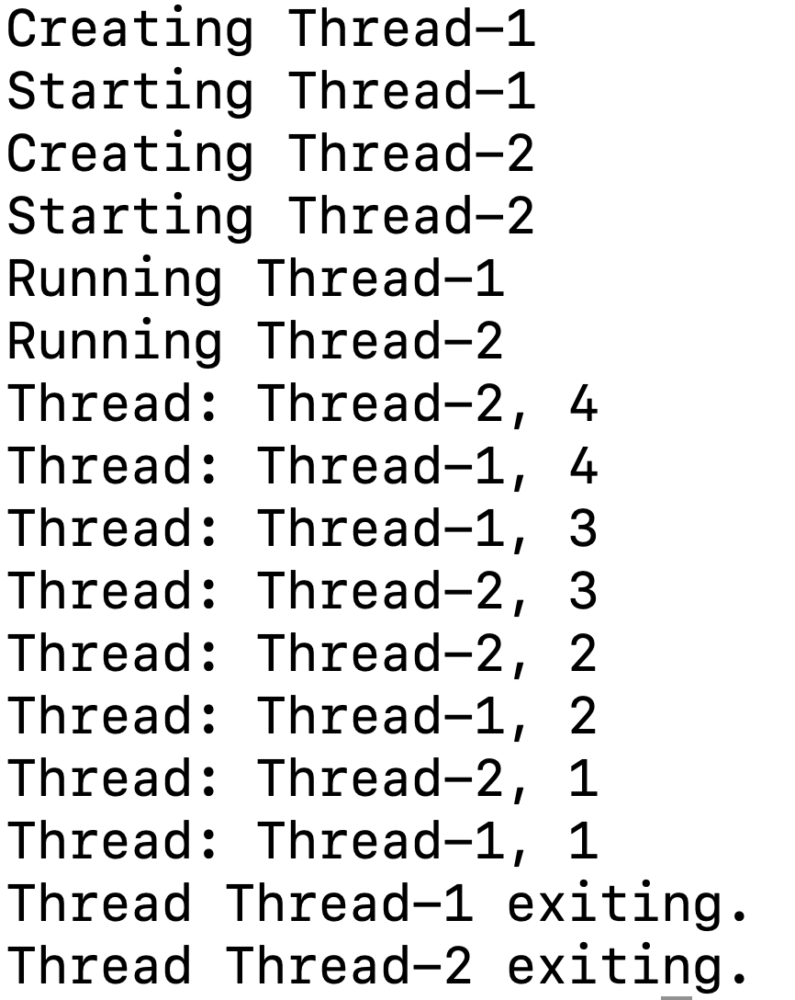 Creating Thread-1
Starting Thread-1
Creating Thread-2
Starting Thread-2
Running Thread-1
Running Thread-2
Thread: Thread-2, 4
Thread: Thread-1, 4
Thread: Thread-1, 3
Thread: Thread-2, 3
Thread: Thread-2, 2
Thread: Thread-1, 2
Thread: Thread-2, 1
Thread: Thread-1, 1
Thread Thread-1 exiting.
Thread Thread-2 exiting.